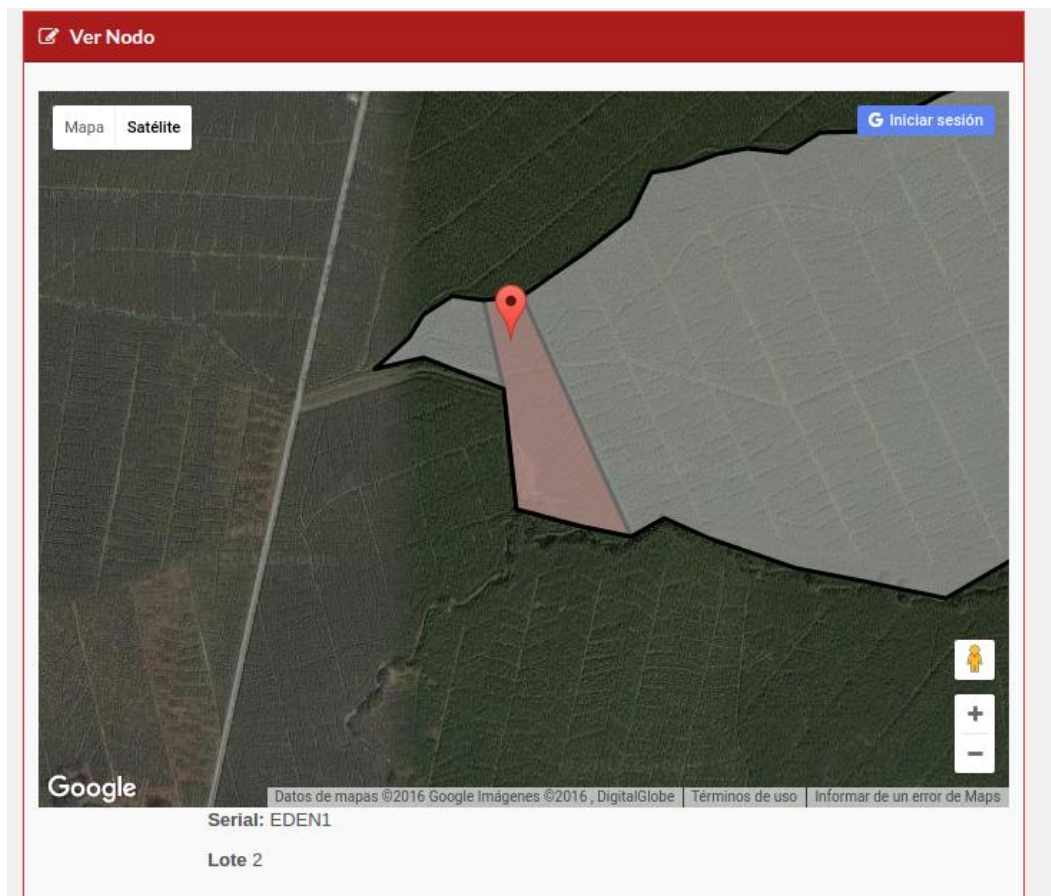 Ver Nodo
Mapa Satélite
G Iniciar sesión
Google
Datos de mapas ©2016 Google Imágenes ©2016 , DigitalGlobe Términos de uso Informar de un error de Maps
Serial: EDEN1
Lote 2